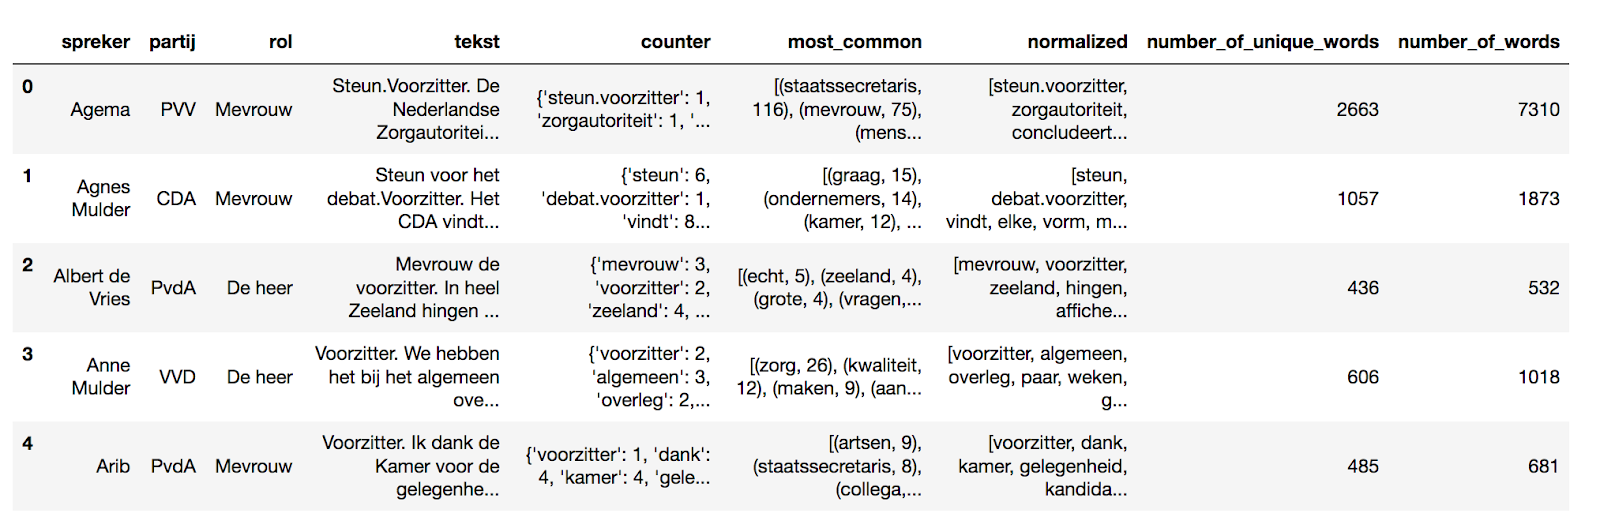 spreker partij rol tekst counter most_common normalized number_of_unique_words number_of_words
0 Agema PVV Mevrouw Steun.Voorzitter. De Nederlandse Zorgautoritei... {'steun.voorzitter': 1, 'zorgautoriteit': 1, '... [(staatssecretaris, 116), (mevrouw, 75), (mens... [steun.voorzitter, zorgautoriteit, concludeert... 2663 7310
1 Agnes Mulder CDA Mevrouw Steun voor het debat.Voorzitter. Het CDA vindt... {'steun': 6, 'debat.voorzitter': 1, 'vindt': 8... [(graag, 15), (ondernemers, 14), (kamer, 12), ... [steun, debat.voorzitter, vindt, elke, vorm, m... 1057 1873
2 Albert de Vries PvdA De heer Mevrouw de voorzitter. In heel Zeeland hingen ... {'mevrouw': 3, 'voorzitter': 2, 'zeeland': 4, ... [(echt, 5), (zeeland, 4), (grote, 4), (vragen,... [mevrouw, voorzitter, zeeland, hingen, affiche... 436 532
3 Anne Mulder VVD De heer Voorzitter. We hebben het bij het algemeen ove... {'voorzitter': 2, 'algemeen': 3, 'overleg': 2,... [(zorg, 26), (kwaliteit, 12), (maken, 9), (aan... [voorzitter, algemeen, overleg, paar, weken, g... 606 1018
4 Arib PvdA Mevrouw Voorzitter. Ik dank de Kamer voor de gelegenhe... {'voorzitter': 1, 'dank': 4, 'kamer': 4, 'gele... [(artsen, 9), (staatssecretaris, 8), (collega,... [voorzitter, dank, kamer, gelegenheid, kandida... 485 681